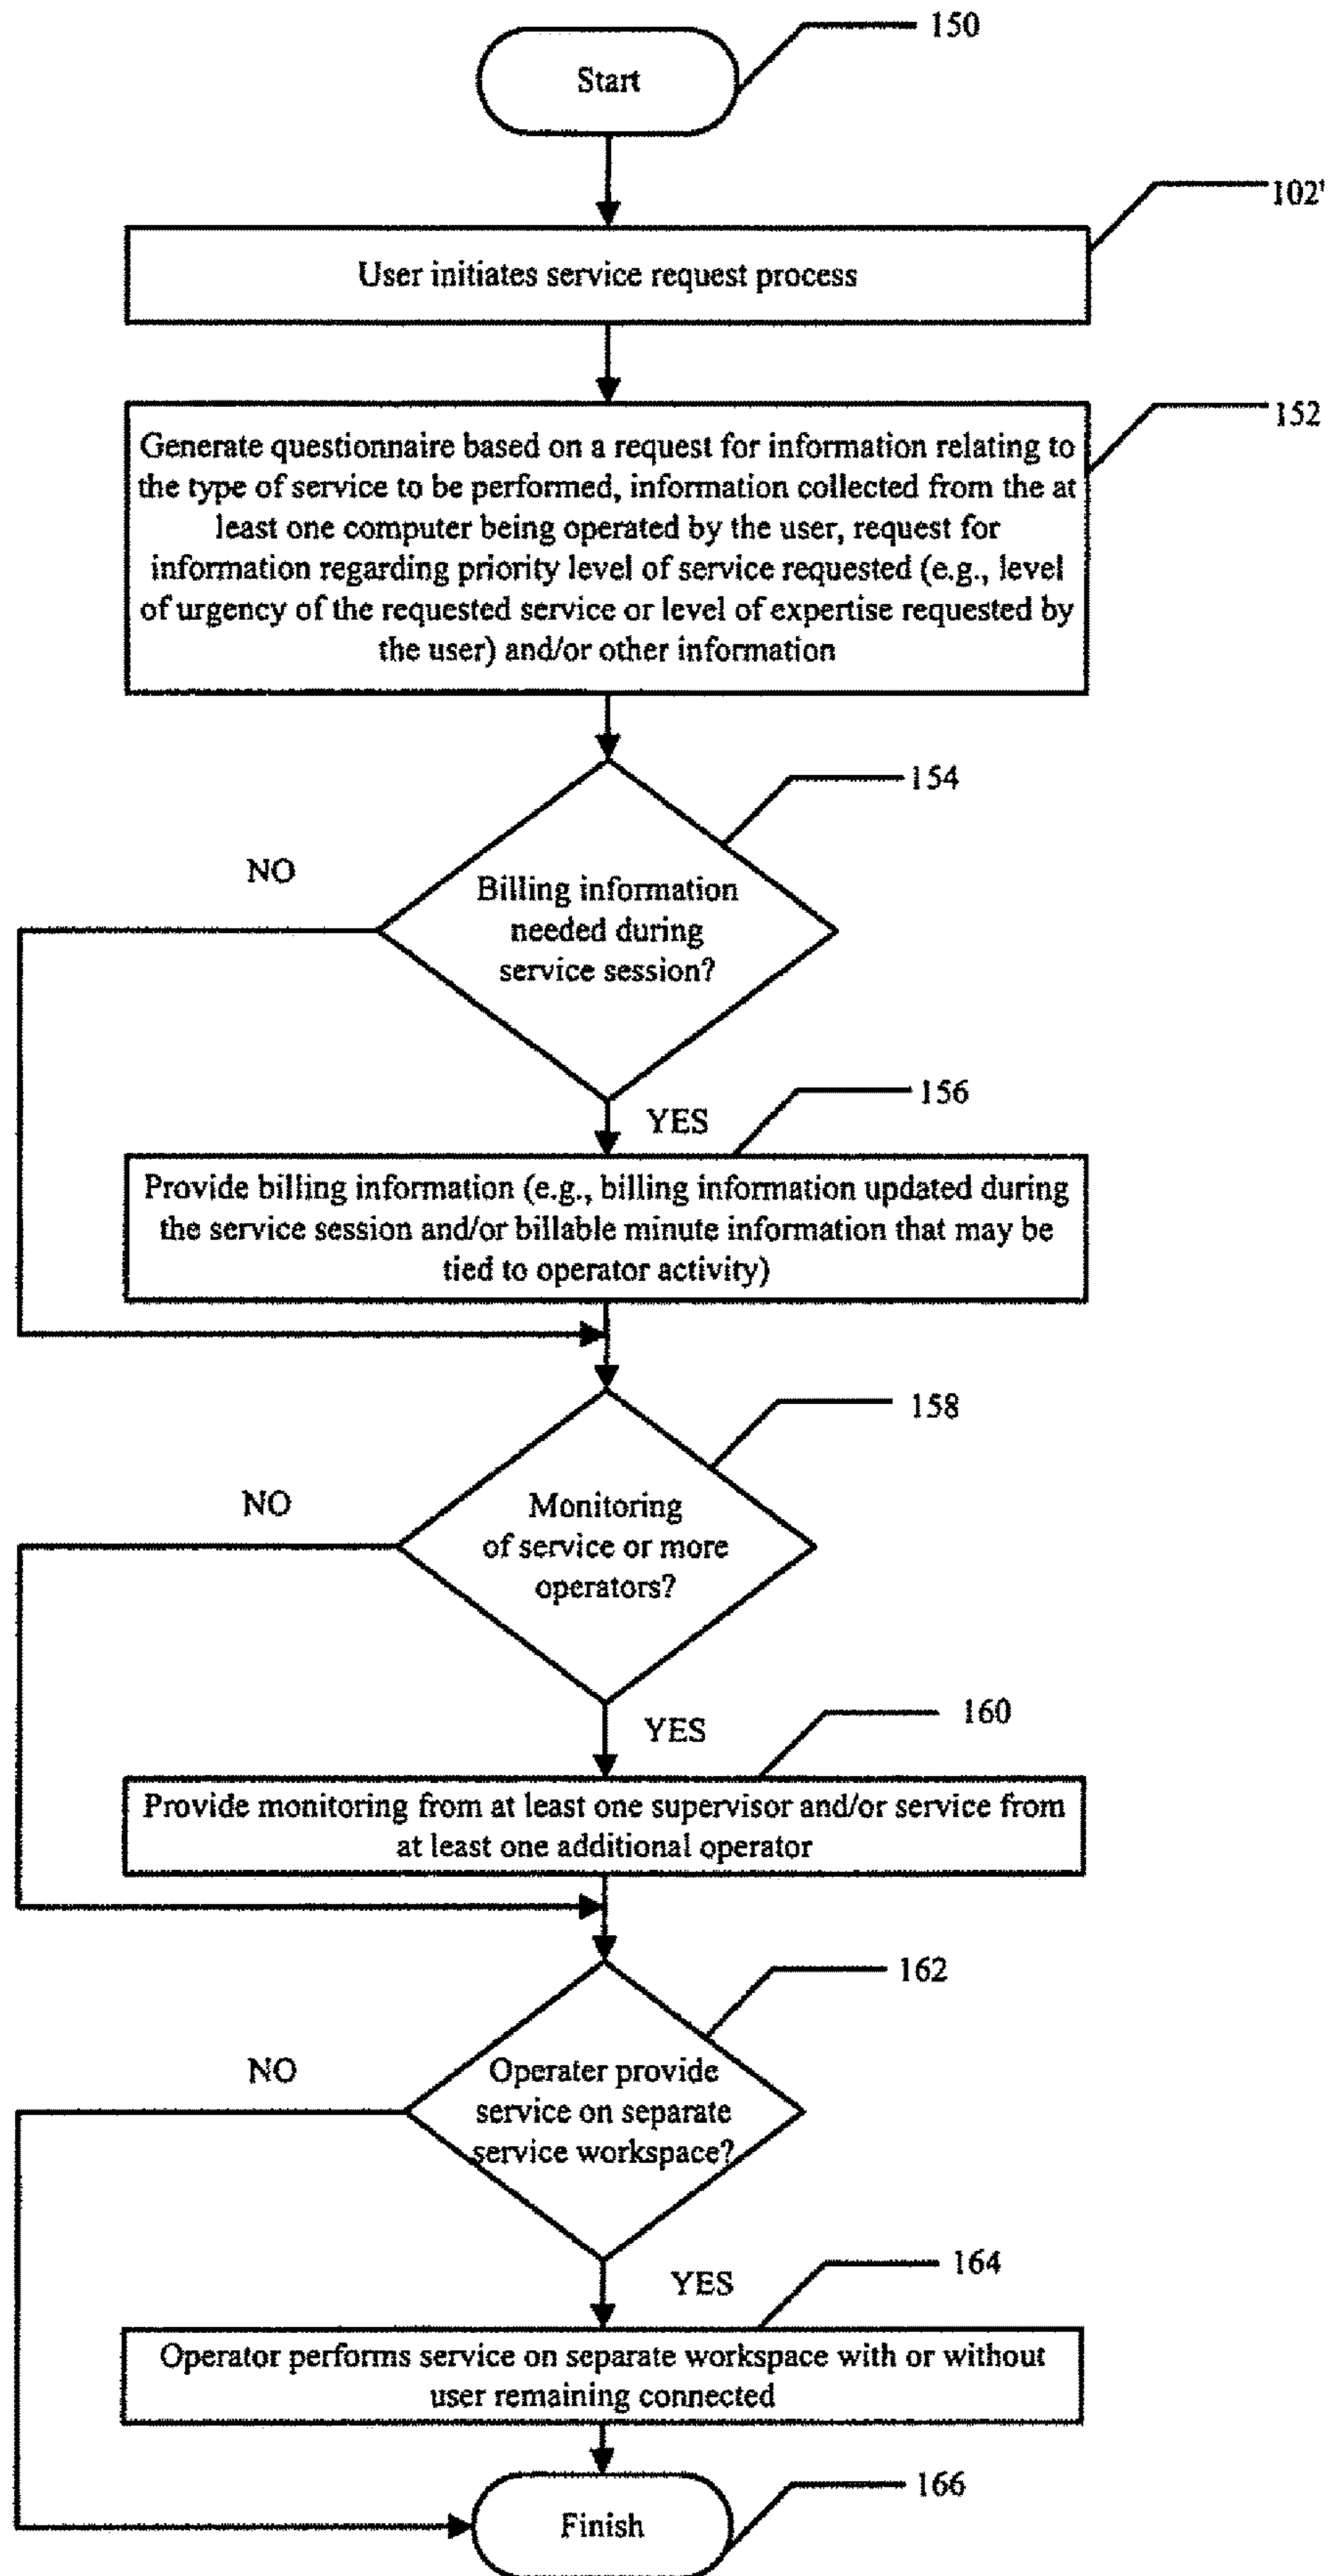 Start
150
102'
User initiates service request process
152
Generate questionnaire based on a request for information relating to
the type of service to be performed, information collected from the at
least one computer being operated by the user, request for
information regarding priority level of service requested (e.g., level
of urgency of the requested service or level of expertise requested by
the user) and/or other information
154
NO
Billing information
needed during
service session?
YES
156
Provide billing information (e.g., billing information updated during
the service session and/or billable minute information that may be
tied to operator activity)
158
NO
Monitoring
of service or more
operators?
YES
160
Provide monitoring from at least one supervisor and/or service from
at least one additional operator
162
NO
Operater provide
service on separate
service workspace?
YES
164
Operator performs service on separate workspace with or without
user remaining connected
166
Finish